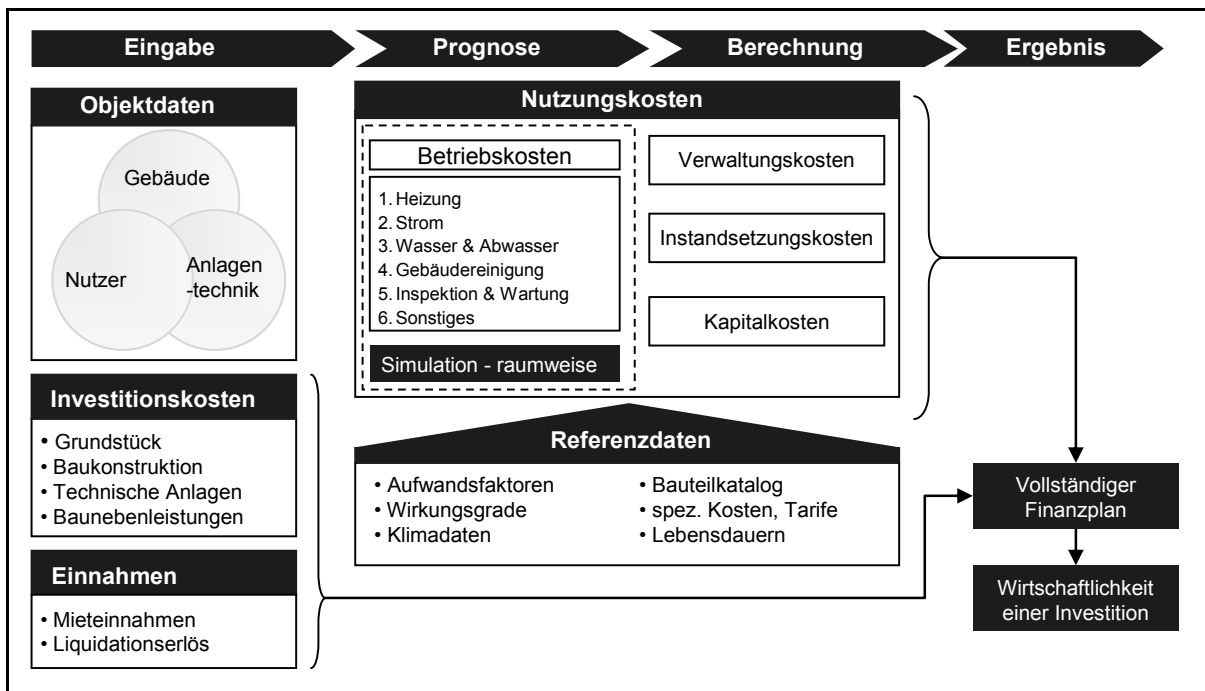 Eingabe
Prognose
Berechnung
Ergebnis
Objektdaten
Gebäude
Nutzer
Anlagen
-technik
Investitionskosten
• Grundstück
• Baukonstruktion
• Technische Anlagen
• Baunebenleistungen
Einnahmen
• Mieteinnahmen
• Liquidationserlös
Nutzungskosten
Betriebskosten
1. Heizung
2. Strom
3. Wasser & Abwasser
4. Gebäudereinigung
5. Inspektion & Wartung
6. Sonstiges
Simulation - raumweise
Verwaltungskosten
Instandsetzungskosten
Kapitalkosten
Referenzdaten
• Aufwandsfaktoren
• Wirkungsgrade
• Klimadaten
• Bauteilkatalog
• spez. Kosten, Tarife
• Lebensdauern
Vollständiger
Finanzplan
Wirtschaftlichkeit
einer Investition